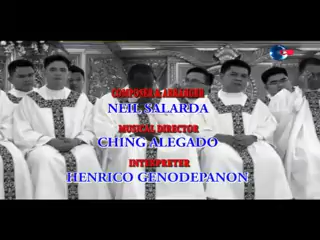 COMPOSER & ARRANGER
NEIL SALARDA
MUSICAL DIRECTOR
CHING ALEGADO
INTERPRETER
HENRICO GENODEPANON